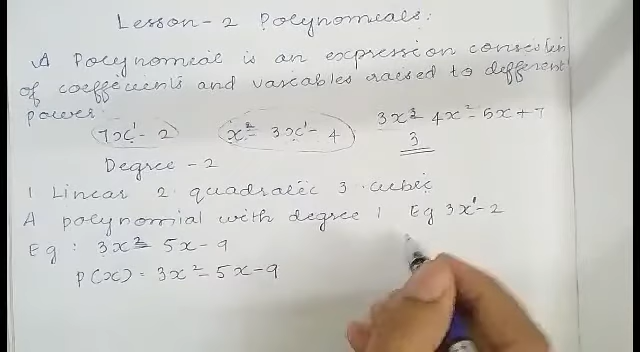 Lesson - 2 Polynomials:
A Polynomial is an expression consistin
of coefficients and variables raised to different
power.
7x¹ - 2 x² - 3x¹ - 4 3x³ - 4x² - 5x + 7
3
Degree - 2
1 Linear 2. quadratic 3. cubic
A polynomial with degree 1 Eg 3x¹ - 2
Eg : 3x² - 5x - 9
P(x) = 3x² - 5x - 9